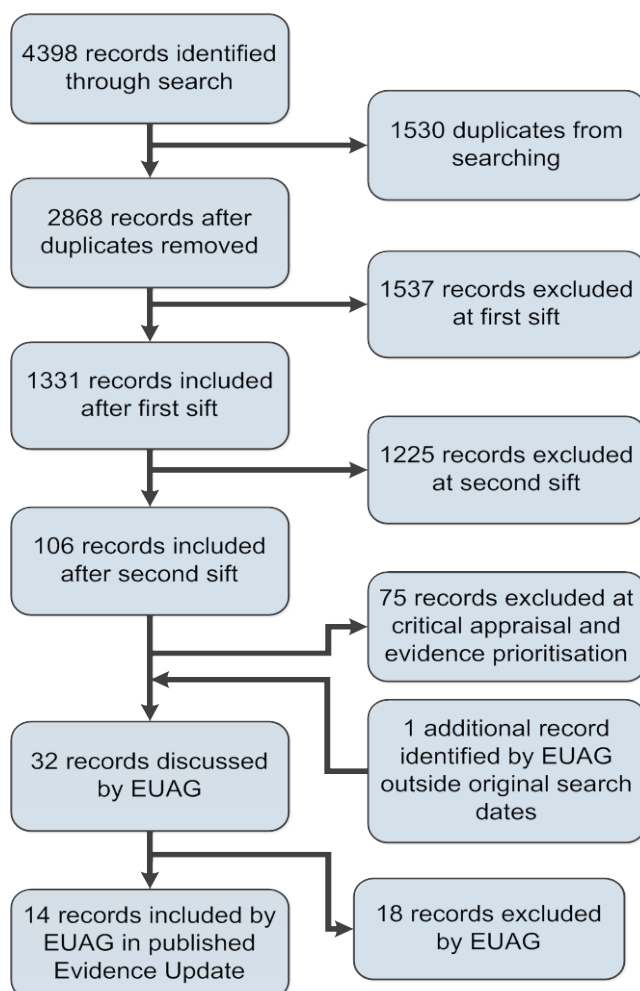 4398 records identified
through search
1530 duplicates from
searching
2868 records after
duplicates removed
1537 records excluded
at first sift
1331 records included
after first sift
1225 records excluded
at second sift
106 records included
after second sift
75 records excluded at
critical appraisal and
evidence prioritisation
1 additional record
identified by EUAG
outside original search
dates
32 records discussed
by EUAG
14 records included by
EUAG in published
Evidence Update
18 records excluded
by EUAG